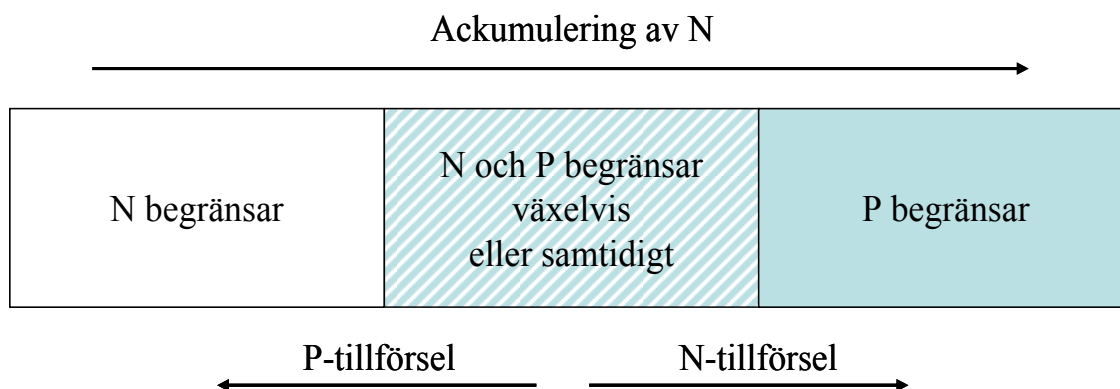 Ackumulering av N
N begränsar
N och P begränsar
växelvis
eller samtidigt
P begränsar
P-tillförsel
N-tillförsel